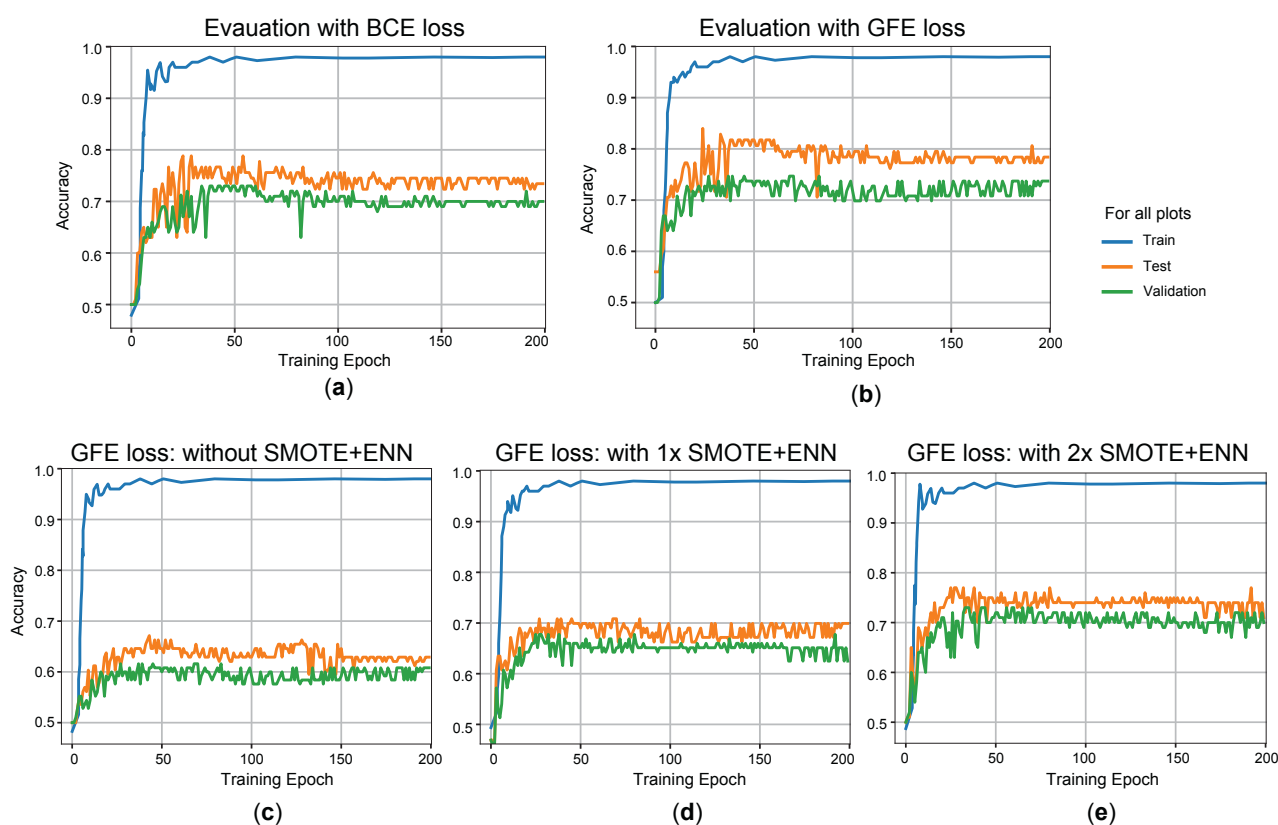 Evauation with BCE loss
1.0
0.9
0.8
0.7
0.6
0.5
Accuracy
0
50
100
150
200
Training Epoch
(a)
Evaluation with GFE loss
1.0
0.9
0.8
0.7
0.6
0.5
Accuracy
0
50
100
150
200
Training Epoch
(b)
For all plots
Train
Test
Validation
GFE loss: without SMOTE+ENN
1.0
0.9
0.8
0.7
0.6
0.5
Accuracy
0
50
100
150
200
Training Epoch
(c)
GFE loss: with 1x SMOTE+ENN
1.0
0.9
0.8
0.7
0.6
0.5
0
50
100
150
200
Training Epoch
(d)
GFE loss: with 2x SMOTE+ENN
1.0
0.9
0.8
0.7
0.6
0.5
0
50
100
150
200
Training Epoch
(e)